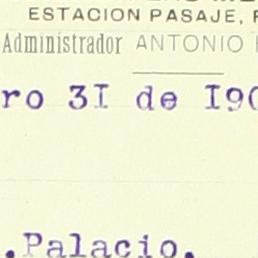 ESTACION PASAJE,
Administrador ANTONIO
ro 3I de I90
.Palacio.